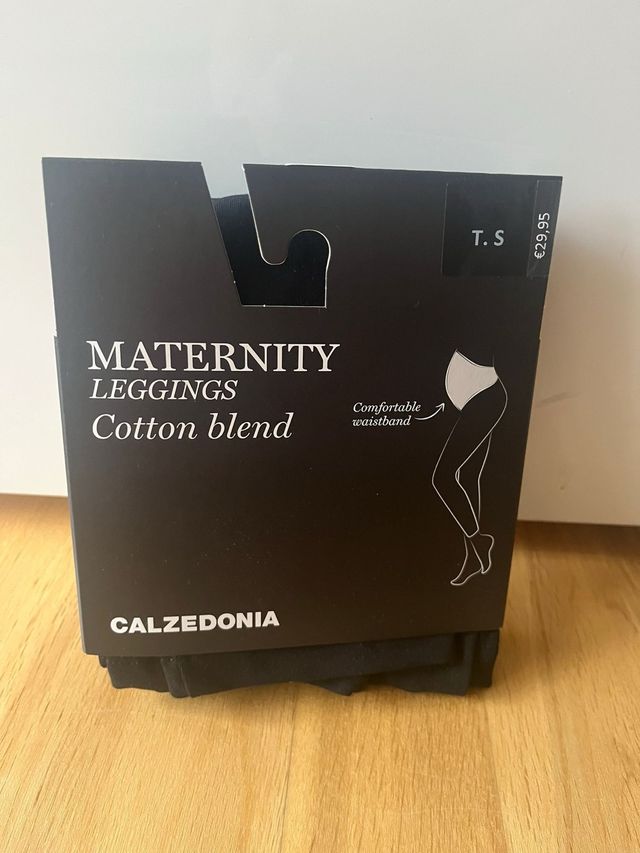 T. S
€29,95
MATERNITY
LEGGINGS
Cotton blend
Comfortable
waistband
CALZEDONIA